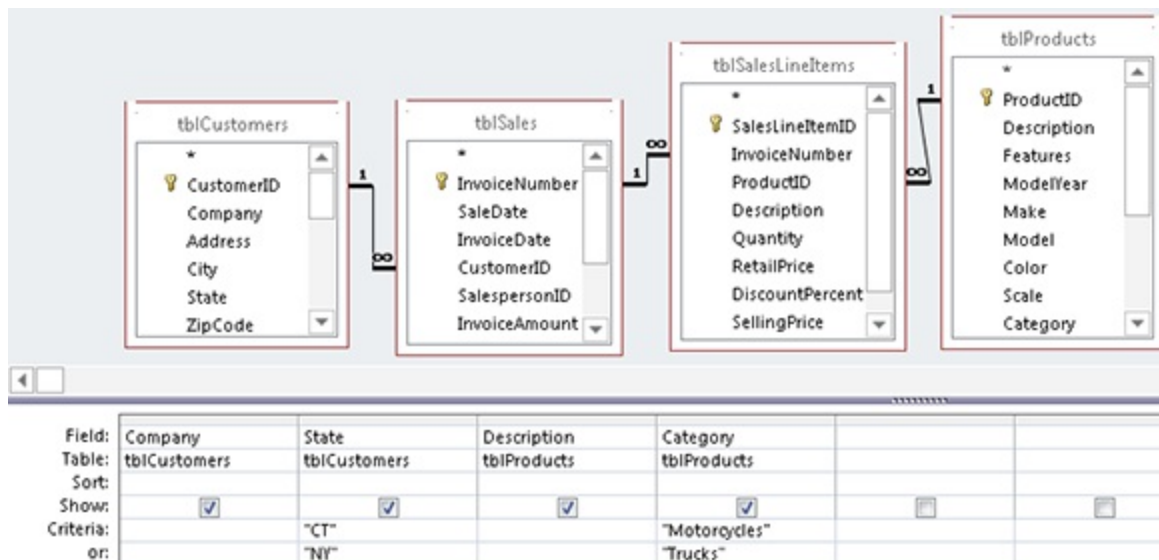 tblCustomers
*
CustomerID
Company
Address
City
State
ZipCode
1
∞
tblSales
*
InvoiceNumber
SaleDate
InvoiceDate
CustomerID
SalespersonID
InvoiceAmount
1
∞
tblSalesLineItems
*
SalesLineItemID
InvoiceNumber
ProductID
Description
Quantity
RetailPrice
DiscountPercent
SellingPrice
∞
1
tblProducts
*
ProductID
Description
Features
ModelYear
Make
Model
Color
Scale
Category
Field: Company State Description Category
Table: tblCustomers tblCustomers tblProducts tblProducts
Sort:
Show:
Criteria: "CT" "Motorcycles"
or: "NY" "Trucks"